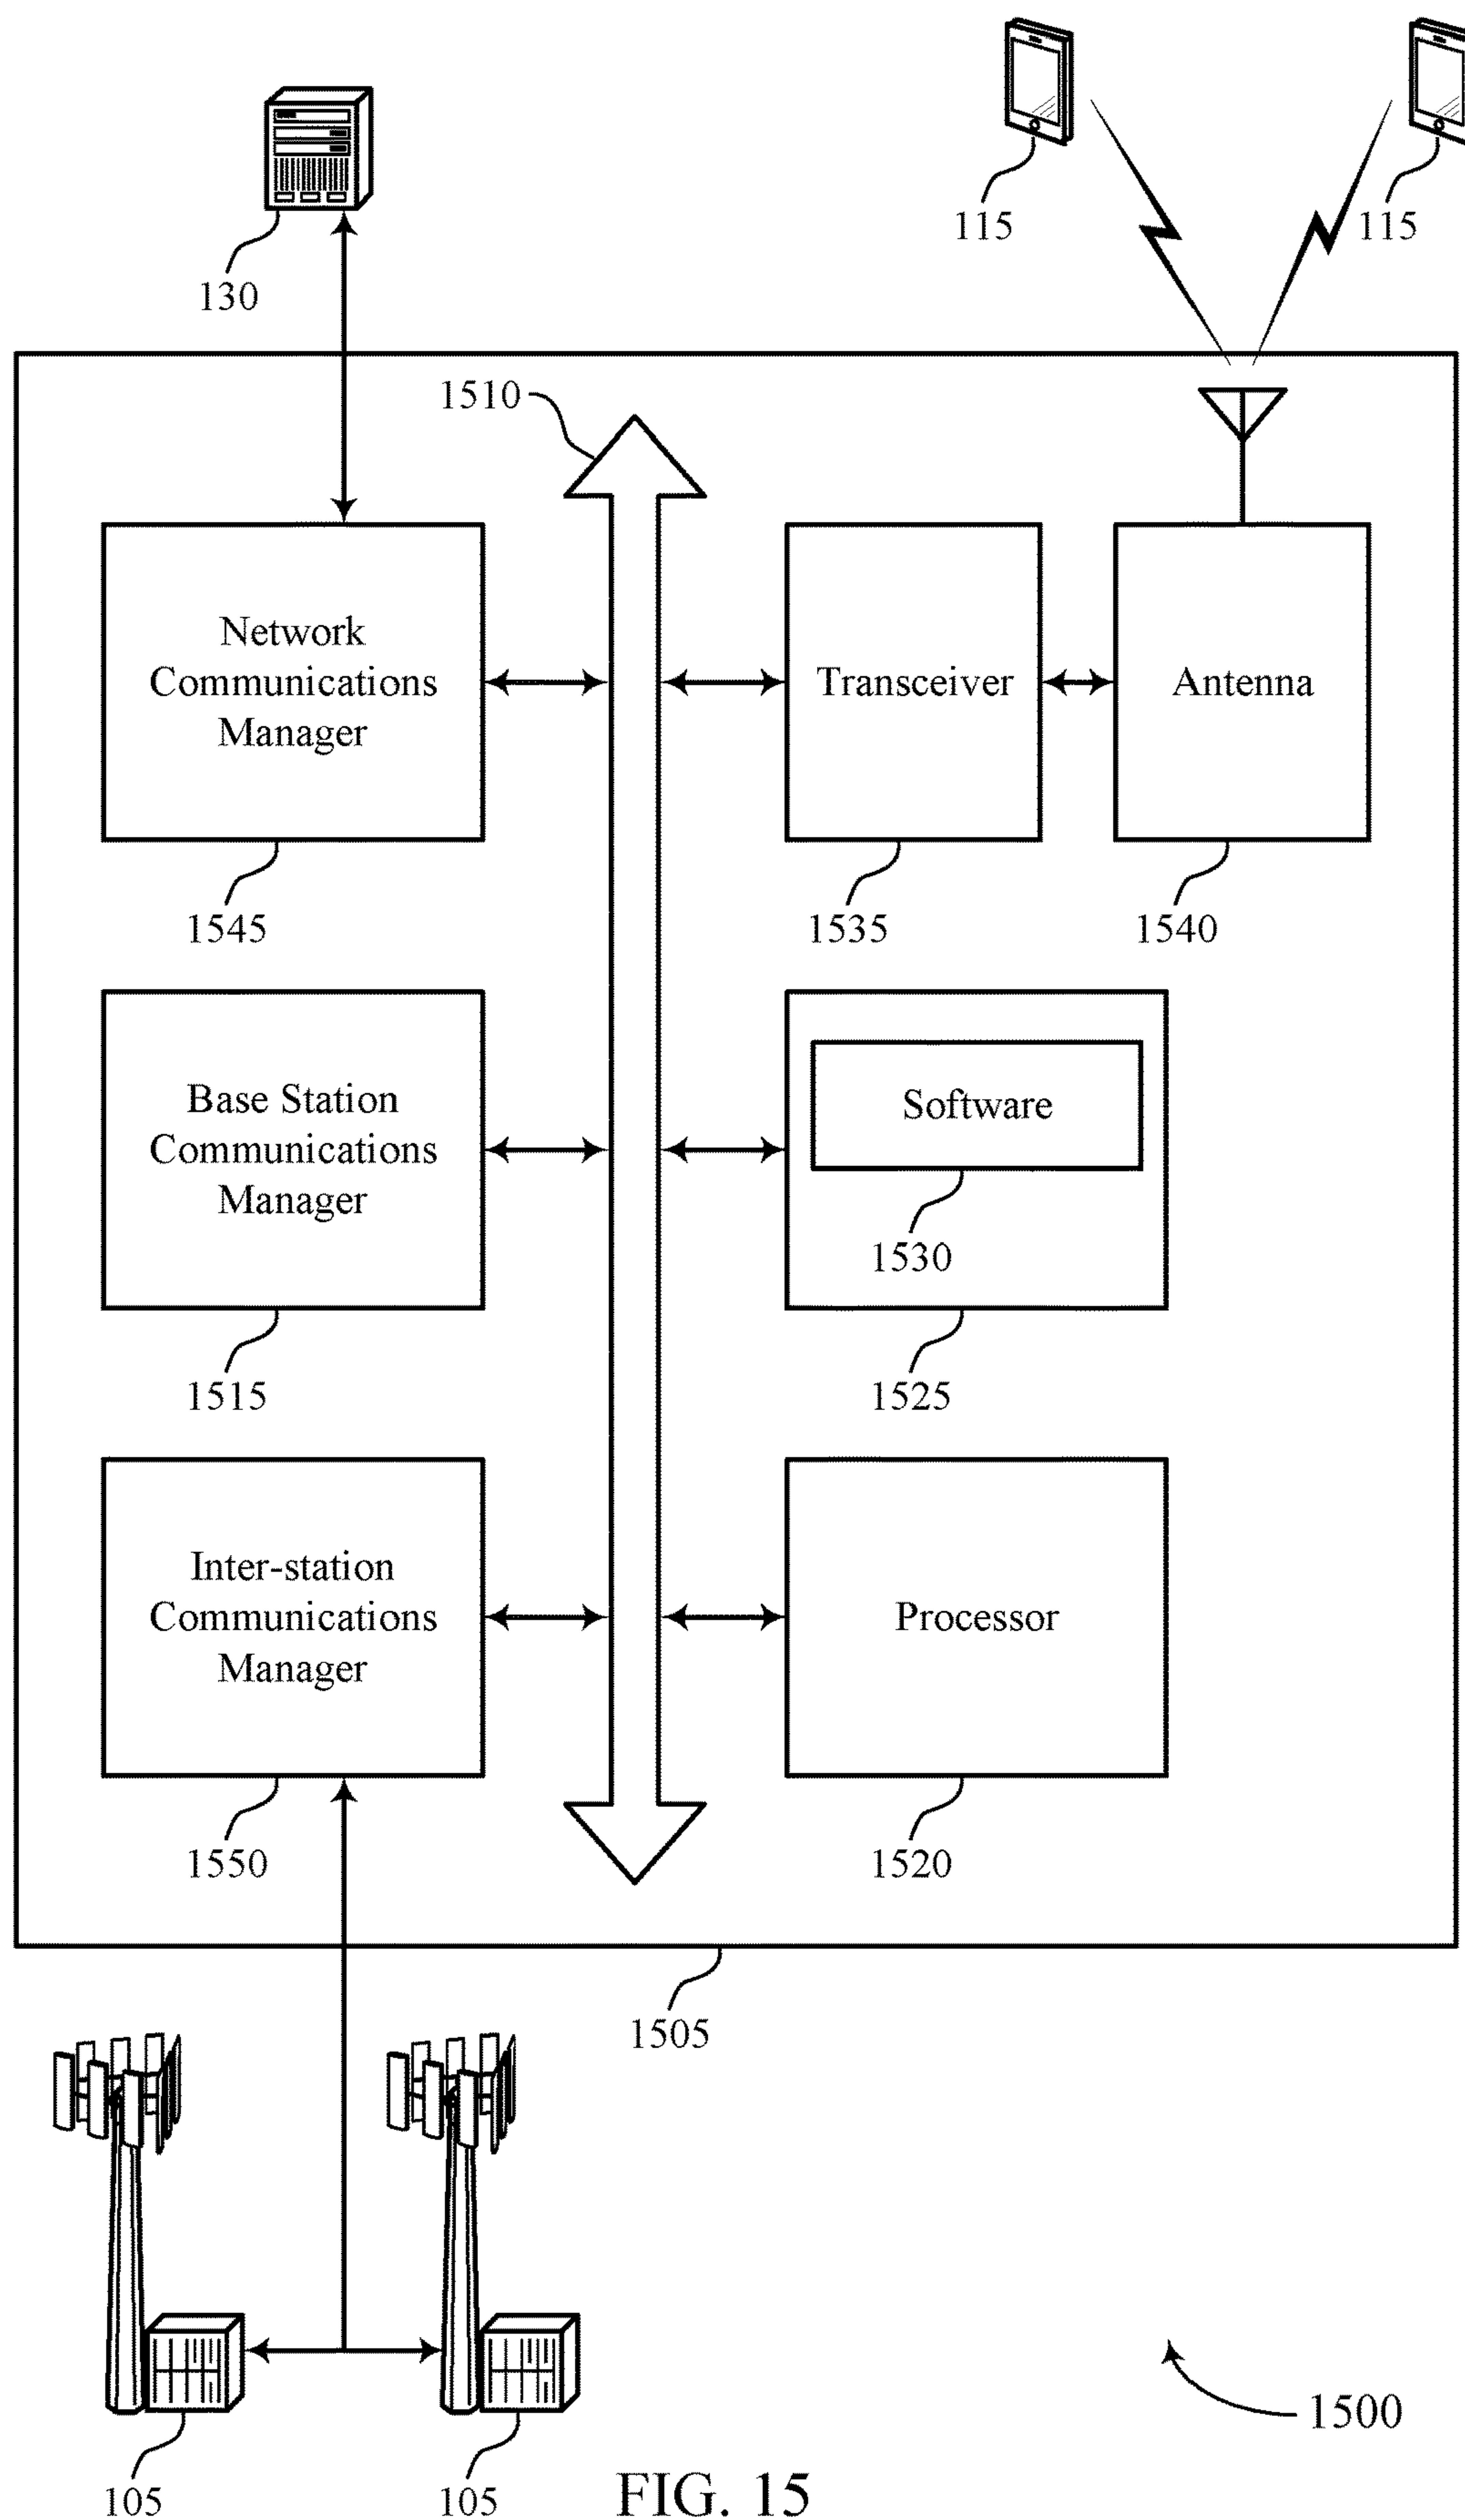 115
115
130
1510
Network
Communications
Manager
Transceiver
Antenna
1545
1535
1540
Base Station
Communications
Manager
Software
1530
1515
1525
Inter-station
Communications
Manager
Processor
1550
1520
1505
1500
105
105
FIG. 15